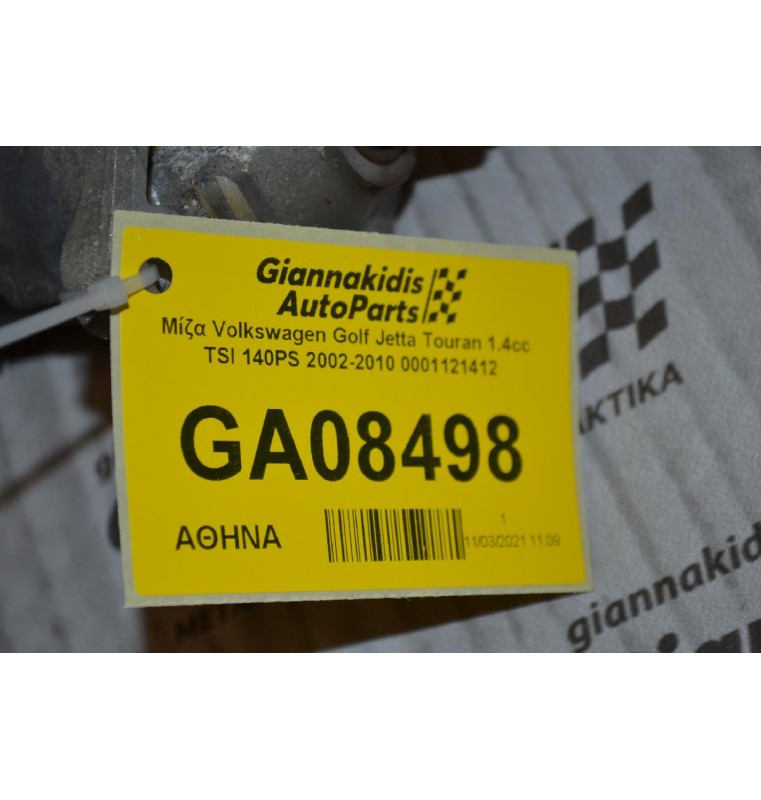 Giannakidis
AutoParts
Μίζα Volkswagen Golf Jetta Touran 1.4cc
TSI 140PS 2002-2010 0001121412
GA08498
ΑΘΗΝΑ
1
11/03/2021 11:09
giannakid